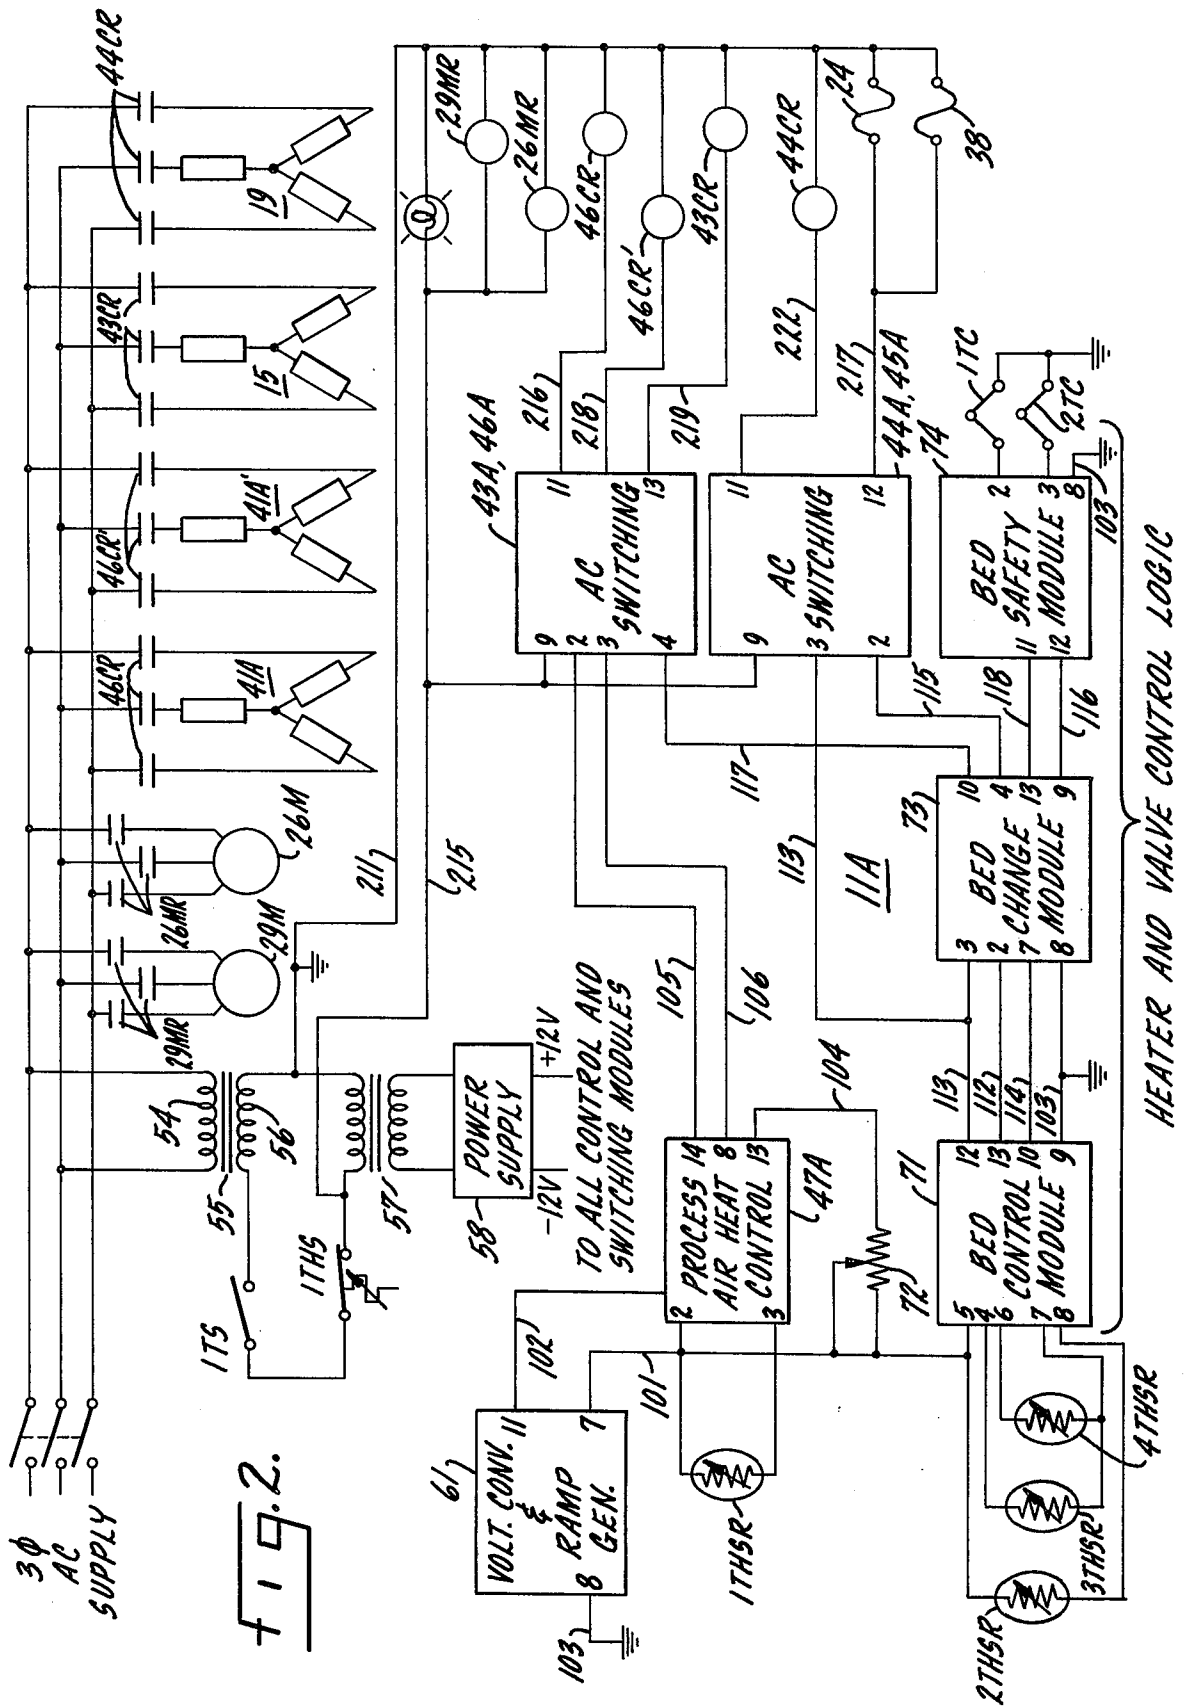 Fig. 2.
3Φ
AC
SUPPLY
29MR
29M
26MR
26M
46CR
41A
46CR'
41A'
43CR
15
44CR
19
54
55
56
1TS
1THS
57
58
POWER
SUPPLY
-12V
+12V
TO ALL CONTROL AND
SWITCHING MODULES
211
215
29MR
26MR
46CR
46CR'
43CR
44CR
24
38
216
218
219
222
217
43A, 46A
AC
SWITCHING
9
2
3
4
11
13
44A, 45A
AC
SWITCHING
9
3
2
11
12
61
VOLT. CONV.
&
RAMP
GEN.
8
11
7
103
102
101
1THSR
PROCESS
AIR HEAT
CONTROL
2
3
14
8
13
47A
105
106
104
72
117
113
11A
115
118
116
71
BED
CONTROL
MODULE
5
4
6
7
8
12
13
10
9
113
112
114
103
73
BED
CHANGE
MODULE
3
2
7
8
10
4
13
9
74
BED
SAFETY
MODULE
11
12
2
3
8
103
1TC
2TC
2THSR
3THSR
4THSR
HEATER AND VALVE CONTROL LOGIC